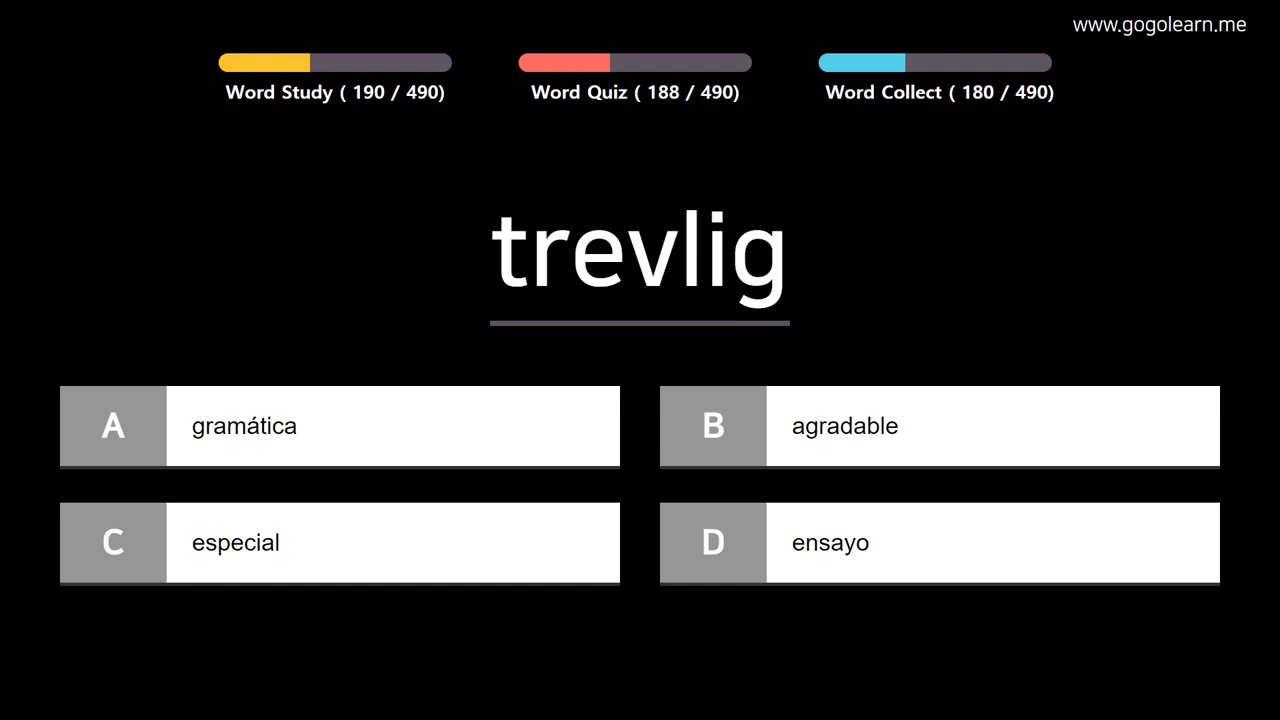 www.gogolearn.me
Word Study ( 190 / 490)
Word Quiz ( 188 / 490)
Word Collect ( 180 / 490)
trevlig
A gramática
B agradable
C especial
D ensayo